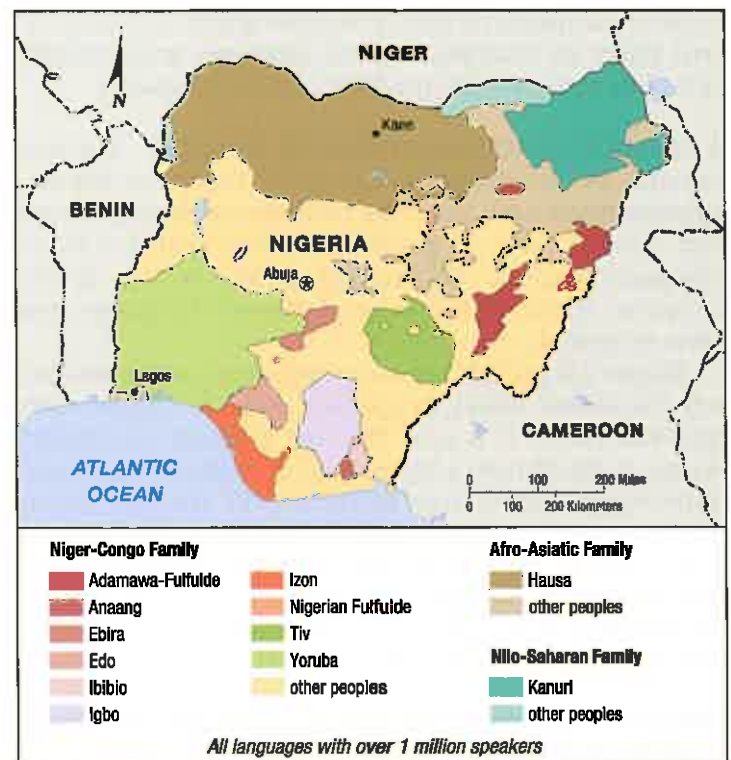 NIGER
N
Kano
BENIN
NIGERIA
Abuja
Lagos
CAMEROON
ATLANTIC
OCEAN
0 100 200 Miles
0 100 200 Kilometers
Niger-Congo Family
Adamawa-Fulfulde
Anaang
Ebira
Edo
Ibibio
Igbo
Izon
Nigerian Fulfulde
Tiv
Yoruba
other peoples
Afro-Asiatic Family
Hausa
other peoples
Nilo-Saharan Family
Kanuri
other peoples
All languages with over 1 million speakers